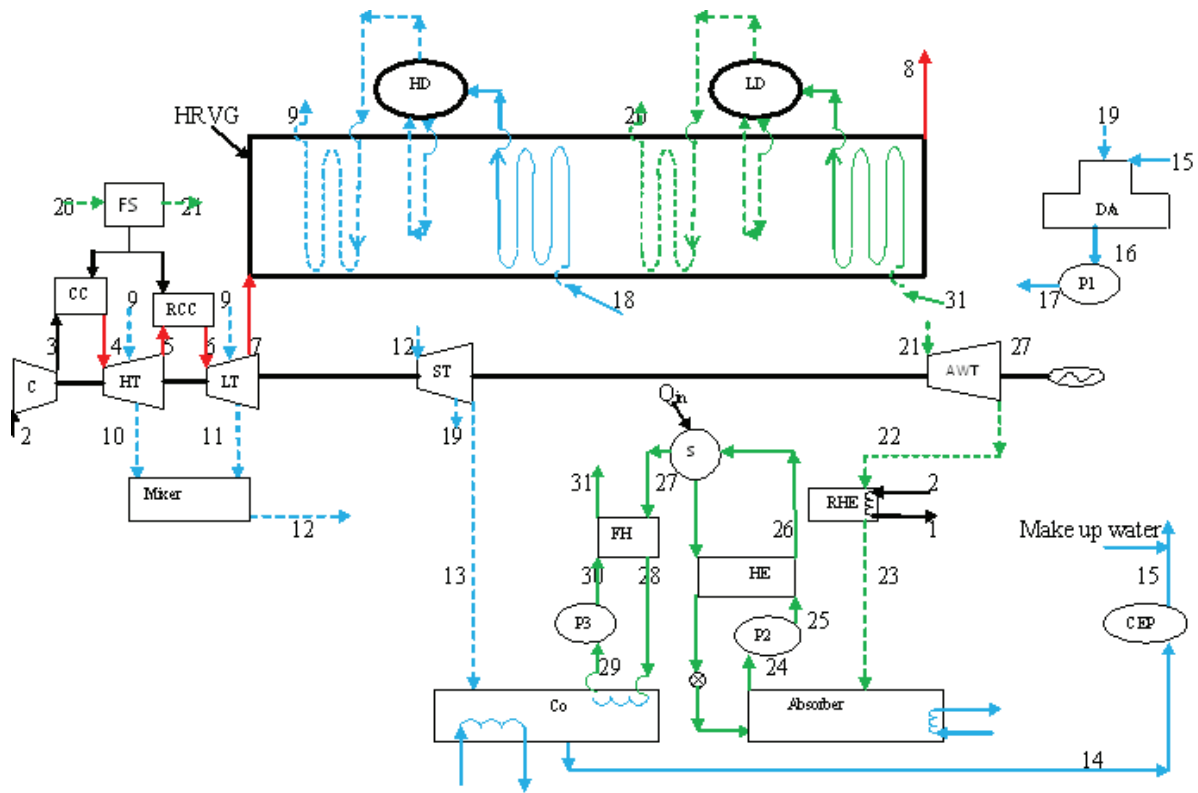 HD
LD
8
HRVG
9
20
19
15
DA
20
FS
21
16
P1
17
CC
9
RCC
9
18
31
3
4
5
6
7
12
21
27
C
HT
LT
ST
AWT
2
10
11
19
Qin
S
22
27
31
RHE
2
1
Mixer
12
26
FH
HE
Make up water
13
30
28
23
15
P3
25
P2
CEP
29
24
Co
Absorber
14